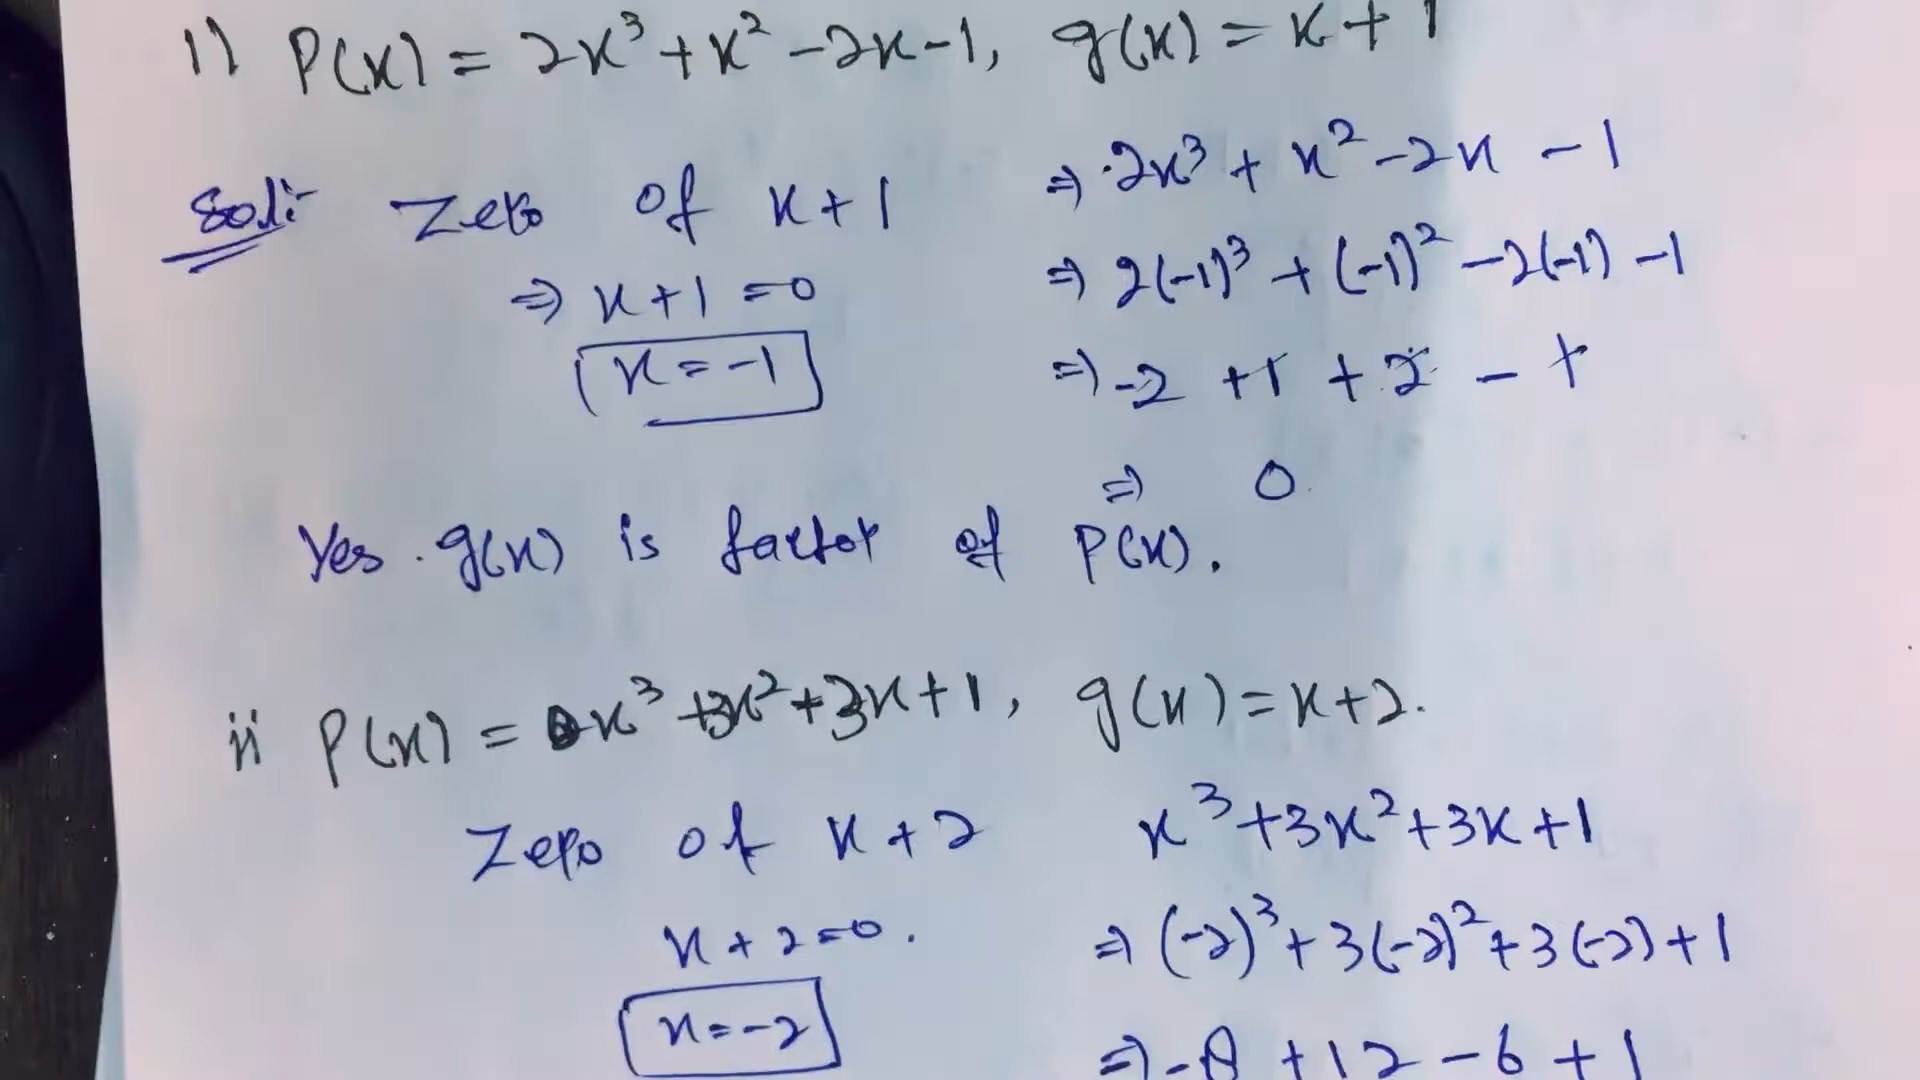 i) P(x) = 2x³ + x² - 2x - 1, g(x) = x + 1
Sol:- Zero of x + 1
⇒ x + 1 = 0
x = -1
⇒ 2x³ + x² - 2x - 1
⇒ 2(-1)³ + (-1)² - 2(-1) - 1
⇒ -2 + 1 + 2 - 1
⇒ 0
Yes. g(x) is factor of P(x).
ii P(x) = x³ + 3x² + 3x + 1, g(x) = x + 2.
Zero of x + 2
x + 2 = 0.
x = -2
x³ + 3x² + 3x + 1
⇒ (-2)³ + 3(-2)² + 3(-2) + 1
⇒ -8 + 12 - 6 + 1